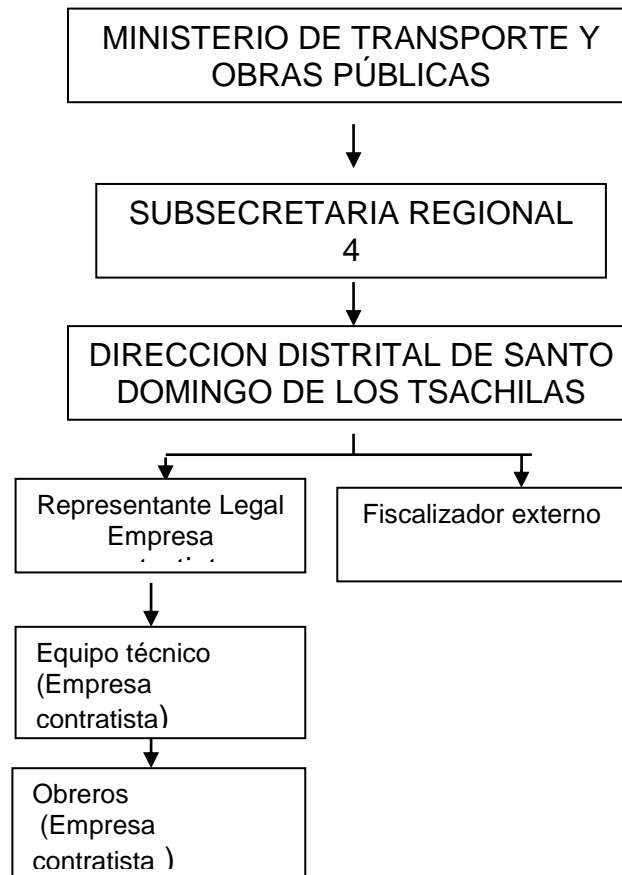 MINISTERIO DE TRANSPORTE Y
OBRAS PÚBLICAS
SUBSECRETARIA REGIONAL
4
DIRECCION DISTRITAL DE SANTO
DOMINGO DE LOS TSACHILAS
Representante Legal
Empresa
Fiscalizador externo
Equipo técnico
(Empresa
contratista)
Obreros
(Empresa
contratista )